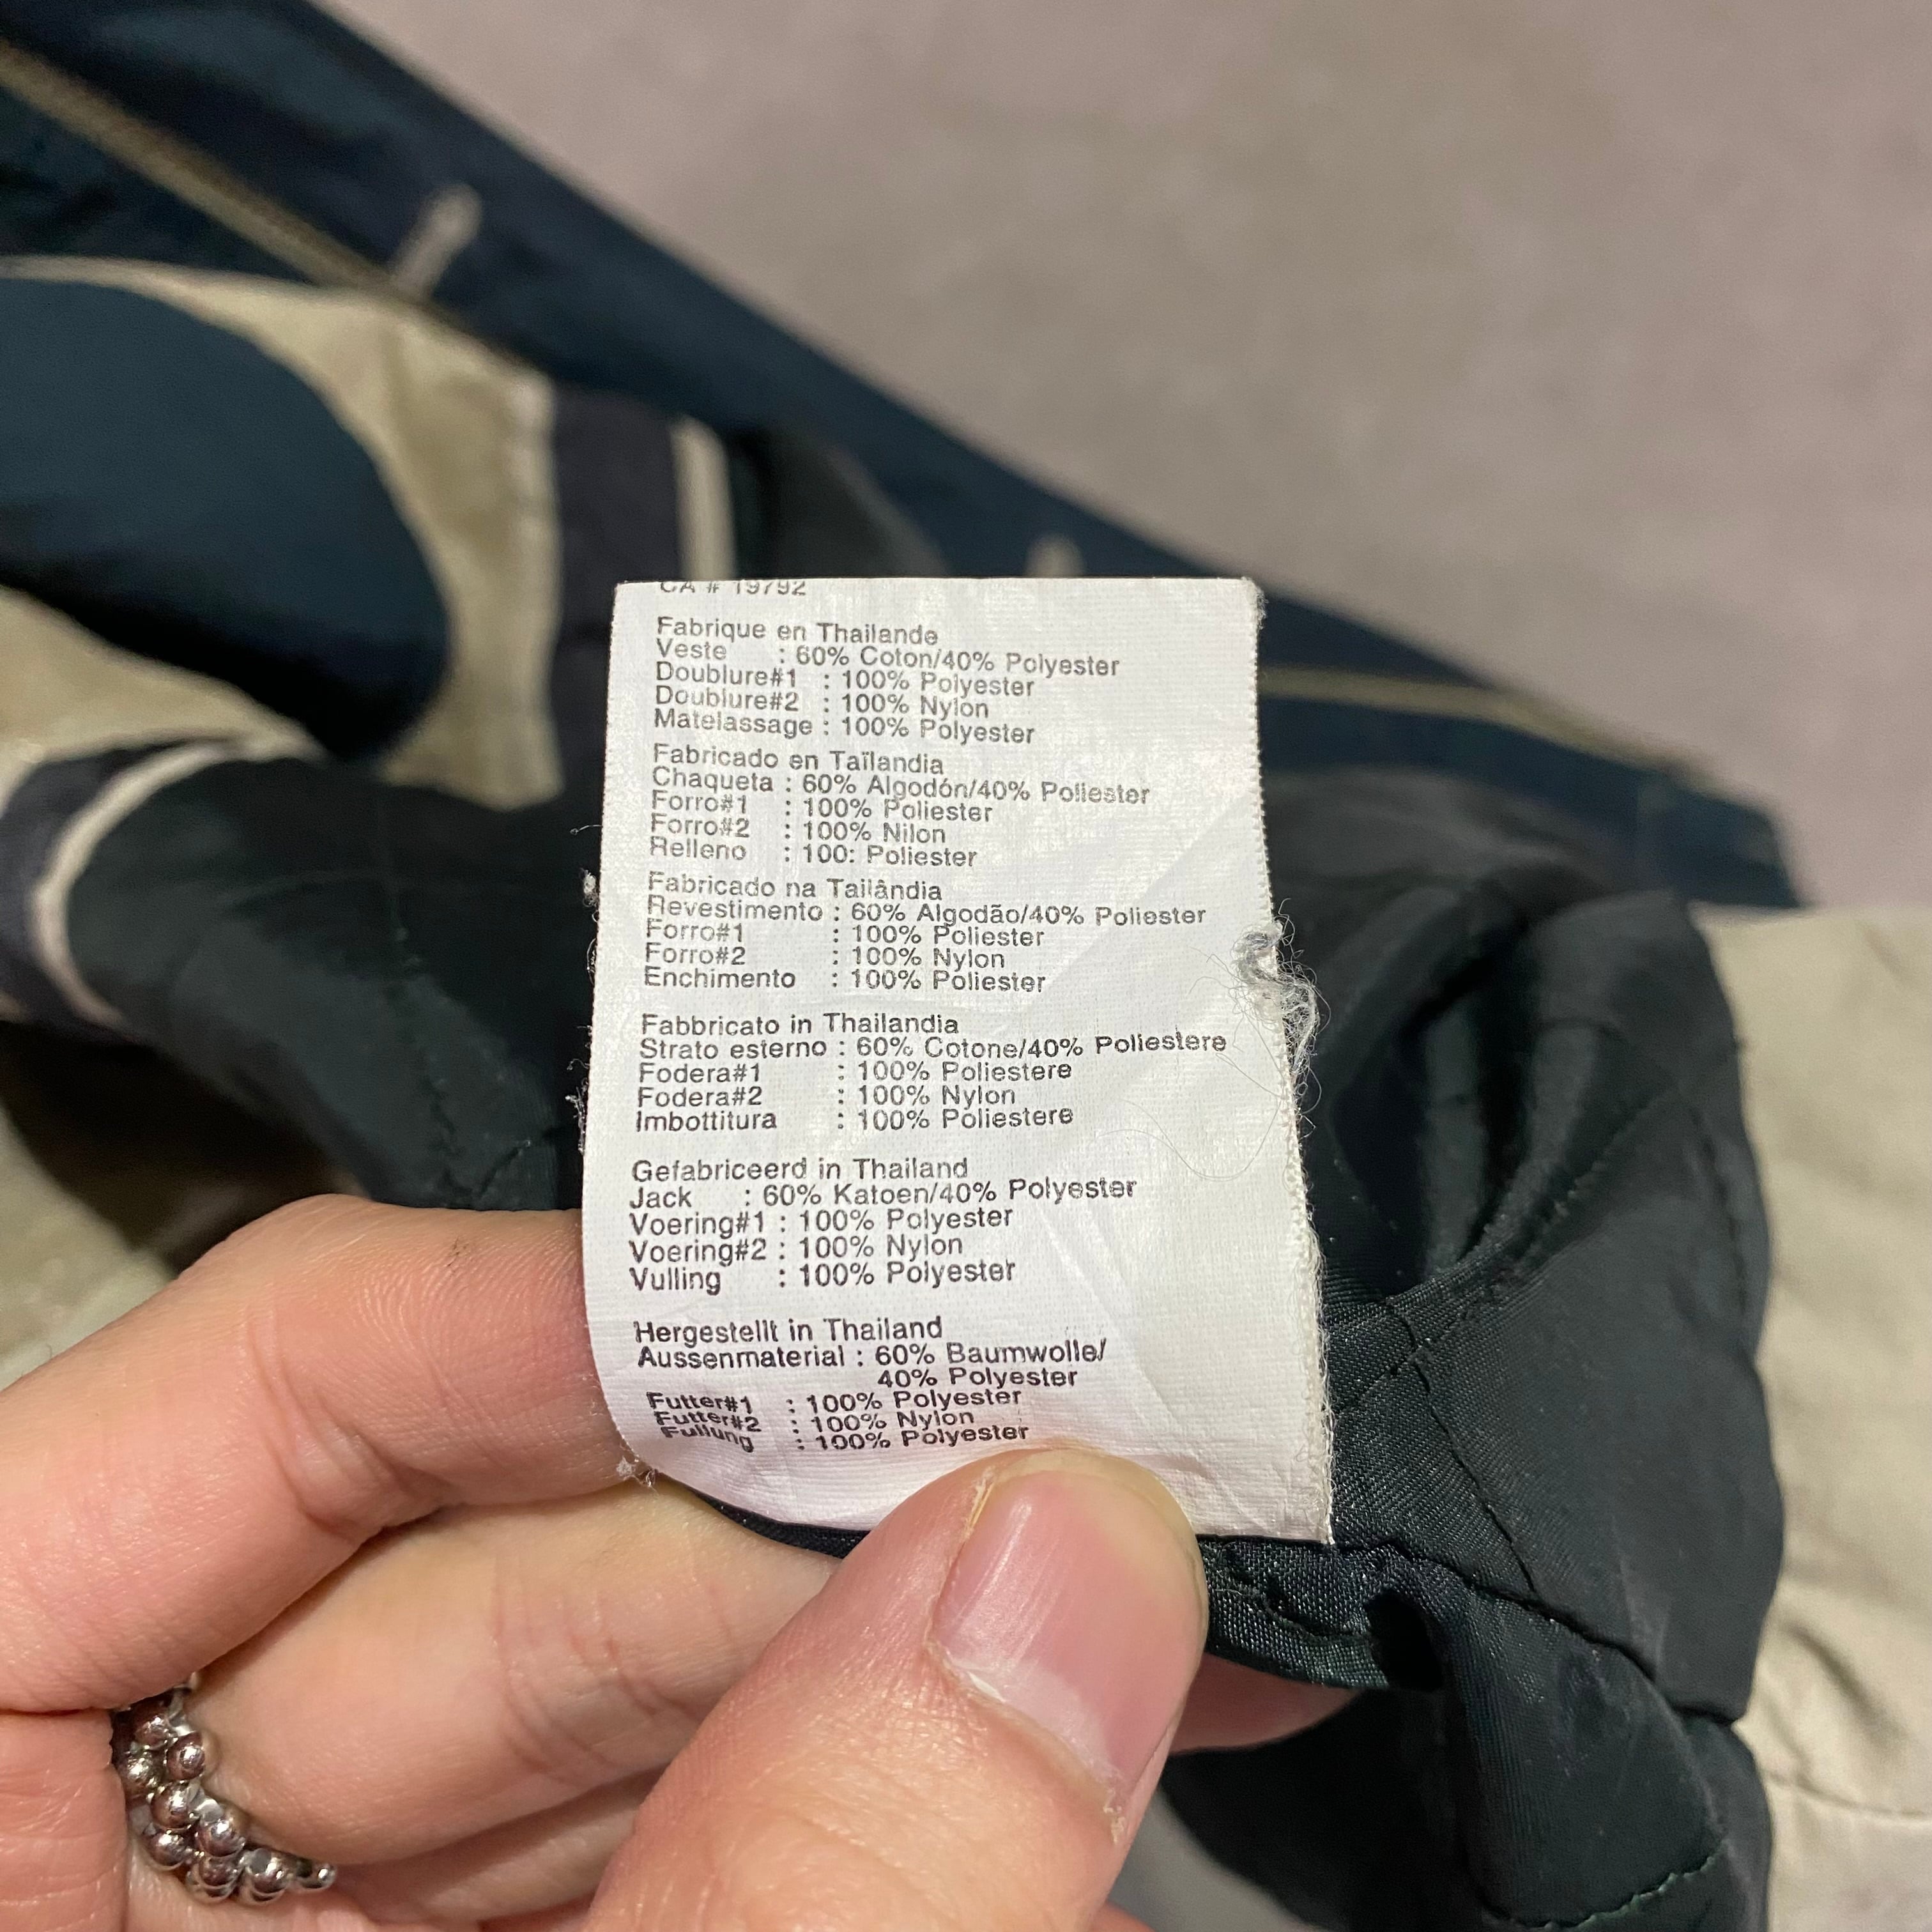 CA # 19792
Fabrique en Thailande
Veste : 60% Coton/40% Polyester
Doublure#1 : 100% Polyester
Doublure#2 : 100% Nylon
Matelassage : 100% Polyester
Fabricado en Taïlandia
Chaqueta : 60% Algodón/40% Poliester
Forro#1 : 100% Poliester
Forro#2 : 100% Nilon
Relleno : 100: Poliester
Fabricado na Tailândia
Revestimento : 60% Algodão/40% Poliester
Forro#1 : 100% Poliester
Forro#2 : 100% Nylon
Enchimento : 100% Poliester
Fabbricato in Thailandia
Strato esterno : 60% Cotone/40% Poliestere
Fodera#1 : 100% Poliestere
Fodera#2 : 100% Nylon
Imbottitura : 100% Poliestere
Gefabriceerd in Thailand
Jack : 60% Katoen/40% Polyester
Voering#1 : 100% Polyester
Voering#2 : 100% Nylon
Vulling : 100% Polyester
Hergestellt in Thailand
Aussenmaterial : 60% Baumwolle/
40% Polyester
Futter#1 : 100% Polyester
Futter#2 : 100% Nylon
Fullung : 100% Polyester